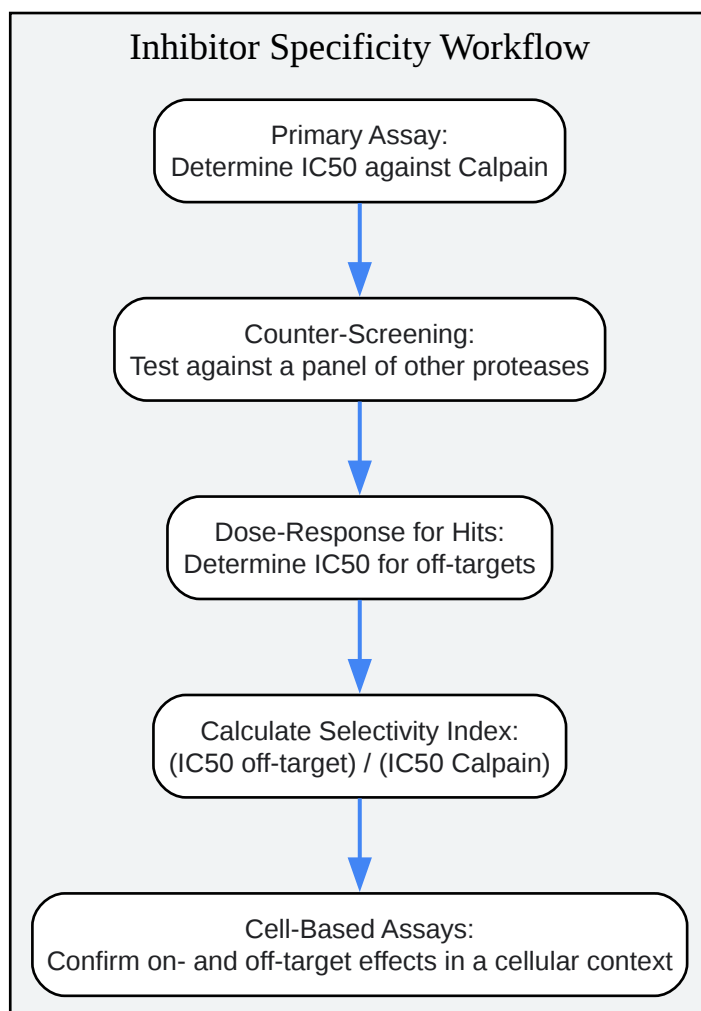 Inhibitor Specificity Workflow
Primary Assay:
Determine IC50 against Calpain
Counter-Screening:
Test against a panel of other proteases
Dose-Response for Hits:
Determine IC50 for off-targets
Calculate Selectivity Index:
(IC50 off-target) / (IC50 Calpain)
Cell-Based Assays:
Confirm on- and off-target effects in a cellular context